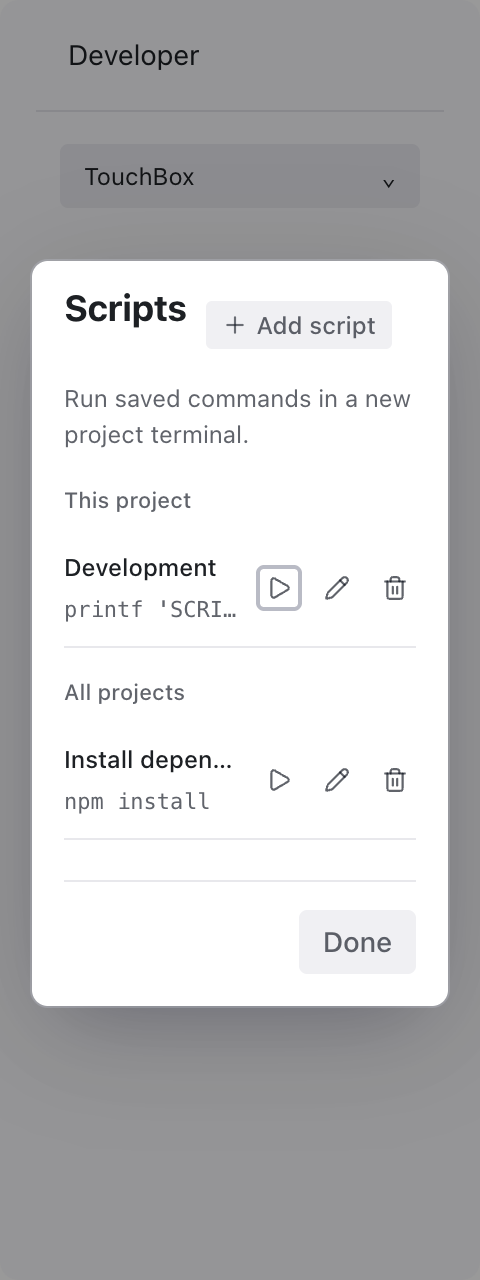 Developer
TouchBox
Scripts
Add script
Run saved commands in a new
project terminal.
This project
Development
printf 'SCRI…
All projects
Install depen...
npm install
Done